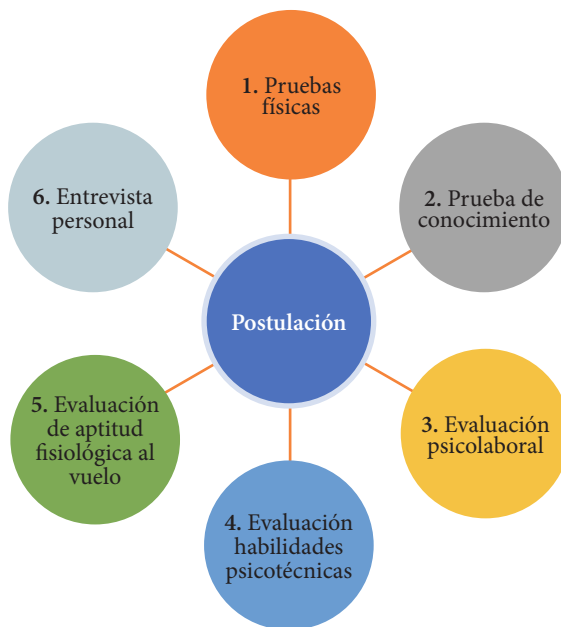 1. Pruebas
físicas
2. Prueba de
conocimiento
3. Evaluación
psicolaboral
4. Evaluación
habilidades
psicotécnicas
5. Evaluación
de aptitud
fisiológica al
vuelo
6. Entrevista
personal
Postulación